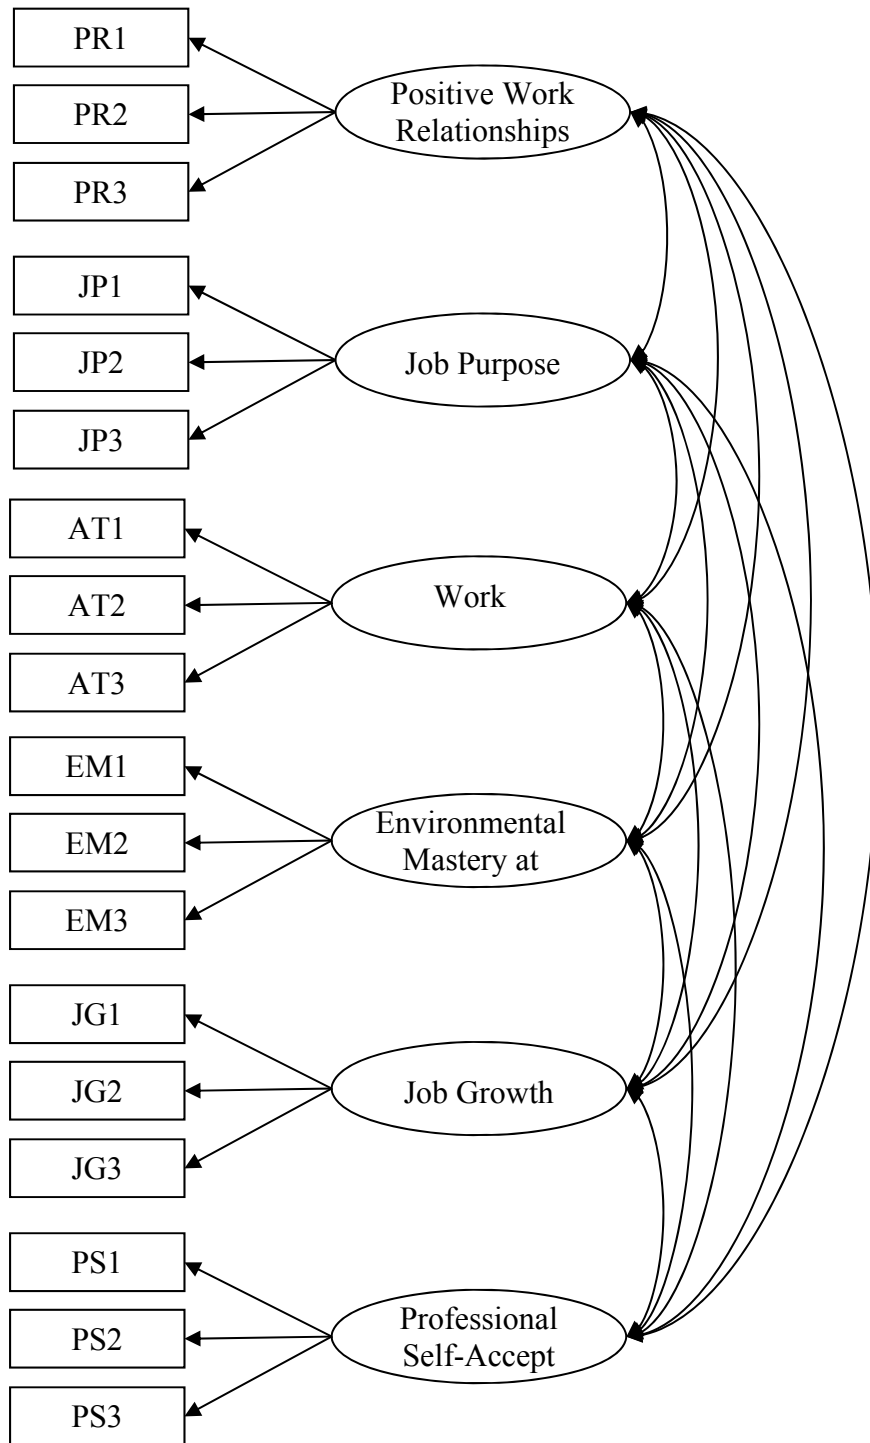 PR1
PR2
PR3
Positive Work
Relationships
JP1
JP2
JP3
Job Purpose
AT1
AT2
AT3
Work
EM1
EM2
EM3
Environmental
Mastery at
JG1
JG2
JG3
Job Growth
PS1
PS2
PS3
Professional
Self-Accept